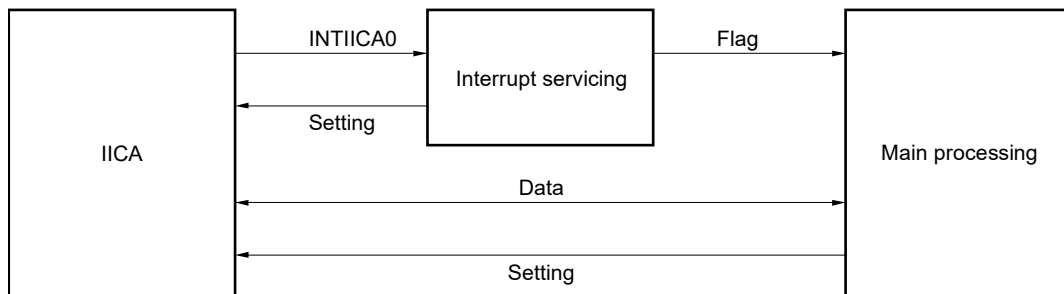 INTIICA0
Flag
Interrupt servicing
Setting
IICA
Main processing
Data
Setting